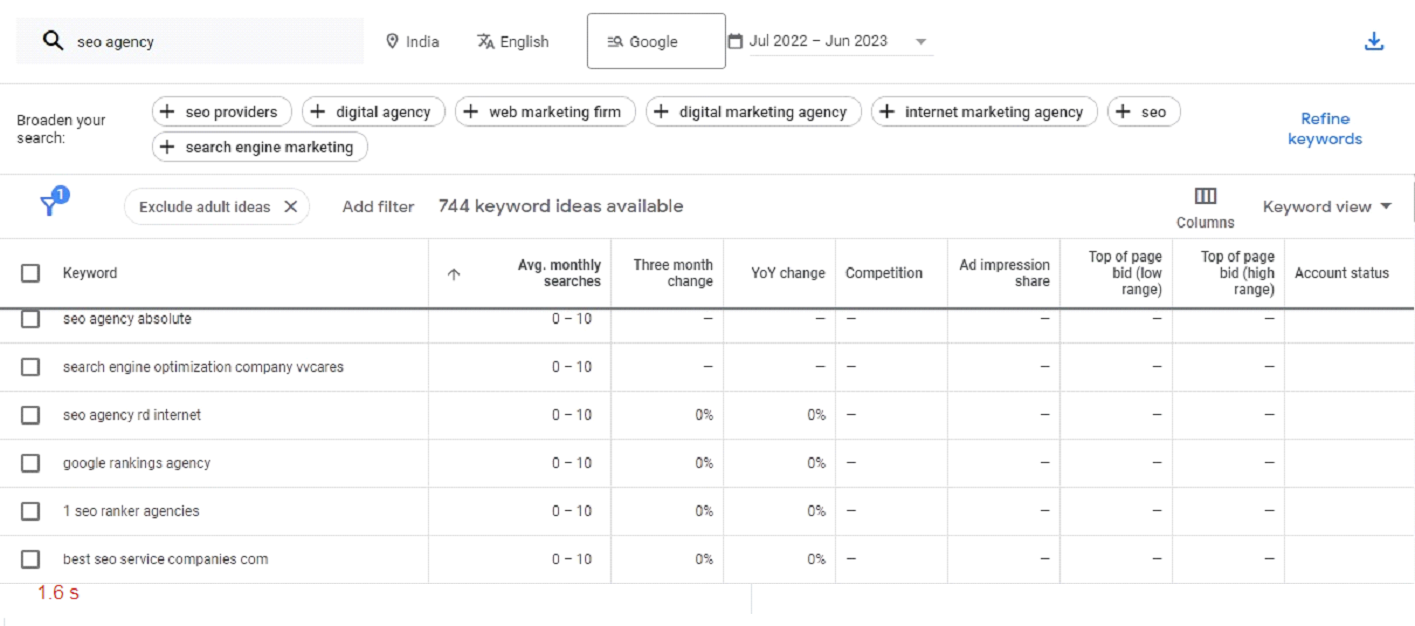 seo agency India English Google Jul 2022 – Jun 2023
Broaden your search: + seo providers + digital agency + web marketing firm + digital marketing agency + internet marketing agency + seo
+ search engine marketing
Refine keywords
1 Exclude adult ideas X Add filter 744 keyword ideas available Columns Keyword view
Keyword Avg. monthly searches Three month change YoY change Competition Ad impression share Top of page bid (low range) Top of page bid (high range) Account status
seo agency absolute 0 – 10 – – – – – –
search engine optimization company vvcares 0 – 10 – – – – – –
seo agency rd internet 0 – 10 0% 0% – – – –
google rankings agency 0 – 10 0% 0% – – – –
1 seo ranker agencies 0 – 10 0% 0% – – – –
best seo service companies com 0 – 10 0% 0% – – – –
1.6 s